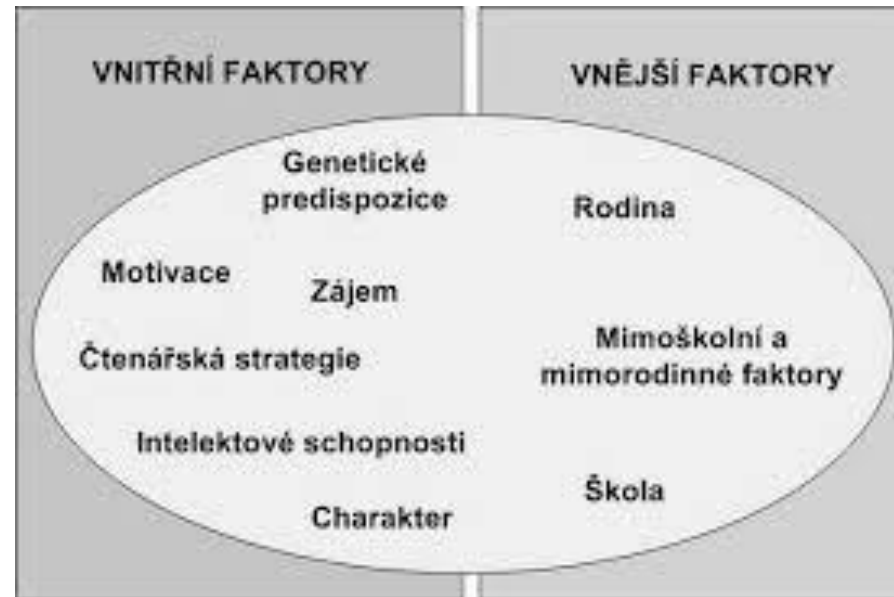 VNITŘNÍ FAKTORY
Genetické
predispozice
Motivace
Zájem
Čtenářská strategie
Intelektové schopnosti
Charakter
VNĚJŠÍ FAKTORY
Rodina
Mimoškolní a
mimorodinné faktory
Škola